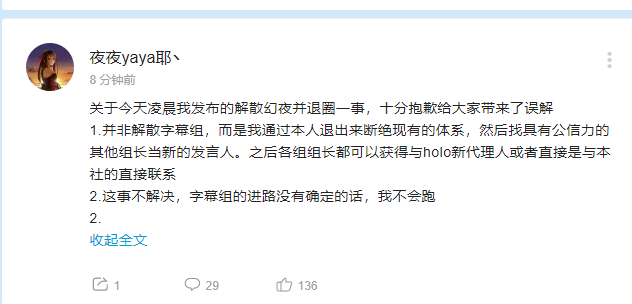 夜夜yaya耶丶
8 分钟前
关于今天凌晨我发布的解散幻夜并退圈一事，十分抱歉给大家带来了误解
1.并非解散字幕组，而是我通过本人退出来断绝现有的体系，然后找具有公信力的
其他组长当新的发言人。之后各组组长都可以获得与holo新代理人或者直接是与本
社的直接联系
2.这事不解决，字幕组的进路没有确定的话，我不会跑
2.
收起全文
1
29
136